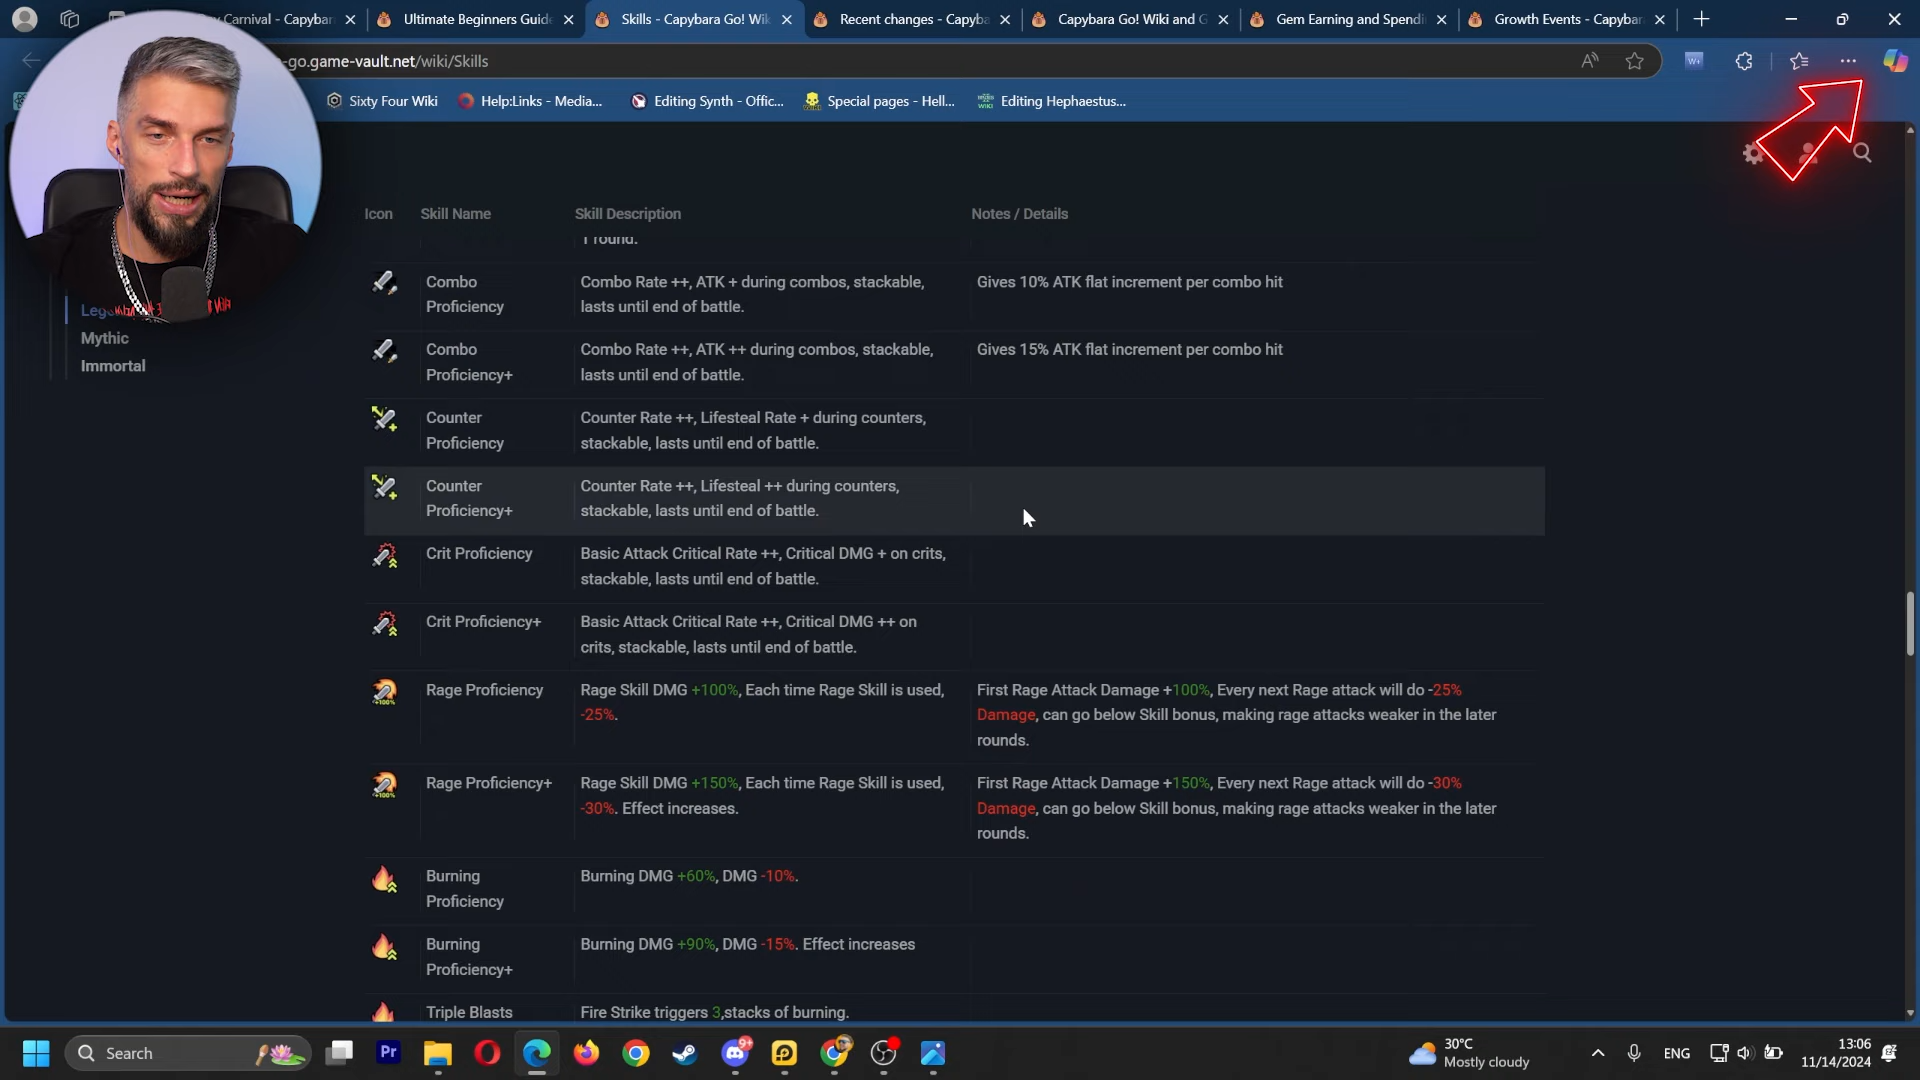 Carnival - Capybar
Ultimate Beginners Guide
Skills - Capybara Go! Wik
Recent changes - Capyba
Capybara Go! Wiki and G
Gem Earning and Spendi
Growth Events - Capybar
-go.game-vault.net/wiki/Skills
Sixty Four Wiki
Help:Links - Media...
Editing Synth - Offic...
Special pages - Hell...
Editing Hephaestus...
Icon Skill Name Skill Description Notes / Details
1 round.
Combo Proficiency
Combo Rate ++, ATK + during combos, stackable,
lasts until end of battle.
Gives 10% ATK flat increment per combo hit
Mythic
Immortal
Combo Proficiency+
Combo Rate ++, ATK ++ during combos, stackable,
lasts until end of battle.
Gives 15% ATK flat increment per combo hit
Counter Proficiency
Counter Rate ++, Lifesteal Rate + during counters,
stackable, lasts until end of battle.
Counter Proficiency+
Counter Rate ++, Lifesteal ++ during counters,
stackable, lasts until end of battle.
Crit Proficiency
Basic Attack Critical Rate ++, Critical DMG + on crits,
stackable, lasts until end of battle.
Crit Proficiency+
Basic Attack Critical Rate ++, Critical DMG ++ on
crits, stackable, lasts until end of battle.
Rage Proficiency
Rage Skill DMG +100%, Each time Rage Skill is used,
-25%.
First Rage Attack Damage +100%, Every next Rage attack will do -25%
Damage, can go below Skill bonus, making rage attacks weaker in the later
rounds.
Rage Proficiency+
Rage Skill DMG +150%, Each time Rage Skill is used,
-30%. Effect increases.
First Rage Attack Damage +150%, Every next Rage attack will do -30%
Damage, can go below Skill bonus, making rage attacks weaker in the later
rounds.
Burning Proficiency
Burning DMG +60%, DMG -10%.
Burning Proficiency+
Burning DMG +90%, DMG -15%. Effect increases
Triple Blasts
Fire Strike triggers 3,stacks of burning.
Search
Pr
9+
30°C
Mostly cloudy
ENG
13:06
11/14/2024